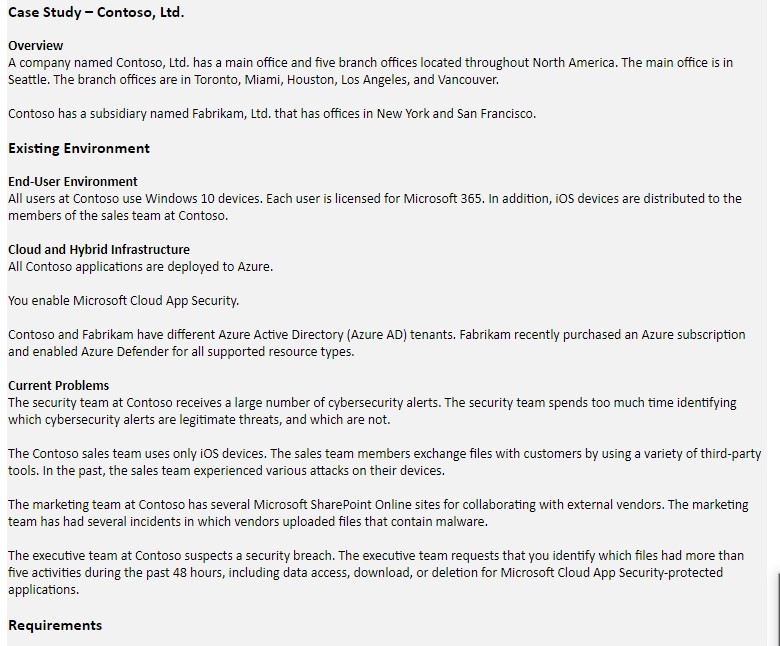 Case Study – Contoso, Ltd.
Overview
A company named Contoso, Ltd. has a main office and five branch offices located throughout North America. The main office is in
Seattle. The branch offices are in Toronto, Miami, Houston, Los Angeles, and Vancouver.
Contoso has a subsidiary named Fabrikam, Ltd. that has offices in New York and San Francisco.
Existing Environment
End-User Environment
All users at Contoso use Windows 10 devices. Each user is licensed for Microsoft 365. In addition, iOS devices are distributed to the
members of the sales team at Contoso.
Cloud and Hybrid Infrastructure
All Contoso applications are deployed to Azure.
You enable Microsoft Cloud App Security.
Contoso and Fabrikam have different Azure Active Directory (Azure AD) tenants. Fabrikam recently purchased an Azure subscription
and enabled Azure Defender for all supported resource types.
Current Problems
The security team at Contoso receives a large number of cybersecurity alerts. The security team spends too much time identifying
which cybersecurity alerts are legitimate threats, and which are not.
The Contoso sales team uses only iOS devices. The sales team members exchange files with customers by using a variety of third-party
tools. In the past, the sales team experienced various attacks on their devices.
The marketing team at Contoso has several Microsoft SharePoint Online sites for collaborating with external vendors. The marketing
team has had several incidents in which vendors uploaded files that contain malware.
The executive team at Contoso suspects a security breach. The executive team requests that you identify which files had more than
five activities during the past 48 hours, including data access, download, or deletion for Microsoft Cloud App Security-protected
applications.
Requirements